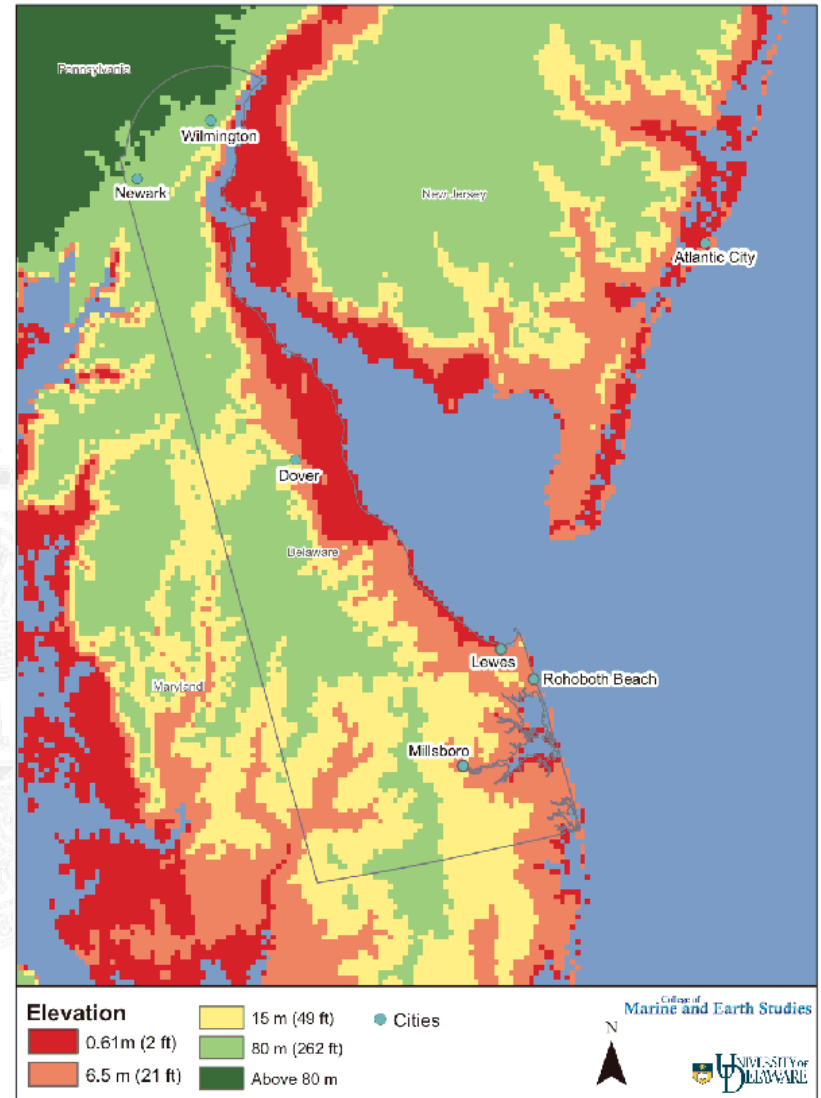 Pennsylvania
Wilmington
Newark
New Jersey
Atlantic City
Dover
Delaware
Lewes
Rohoboth Beach
Maryland
Millsboro
Elevation
0.61m (2 ft)
6.5 m (21 ft)
15 m (49 ft)
80 m (262 ft)
Above 80 m
Cities
N
College of
Marine and Earth Studies
UNIVERSITY OF
DELAWARE